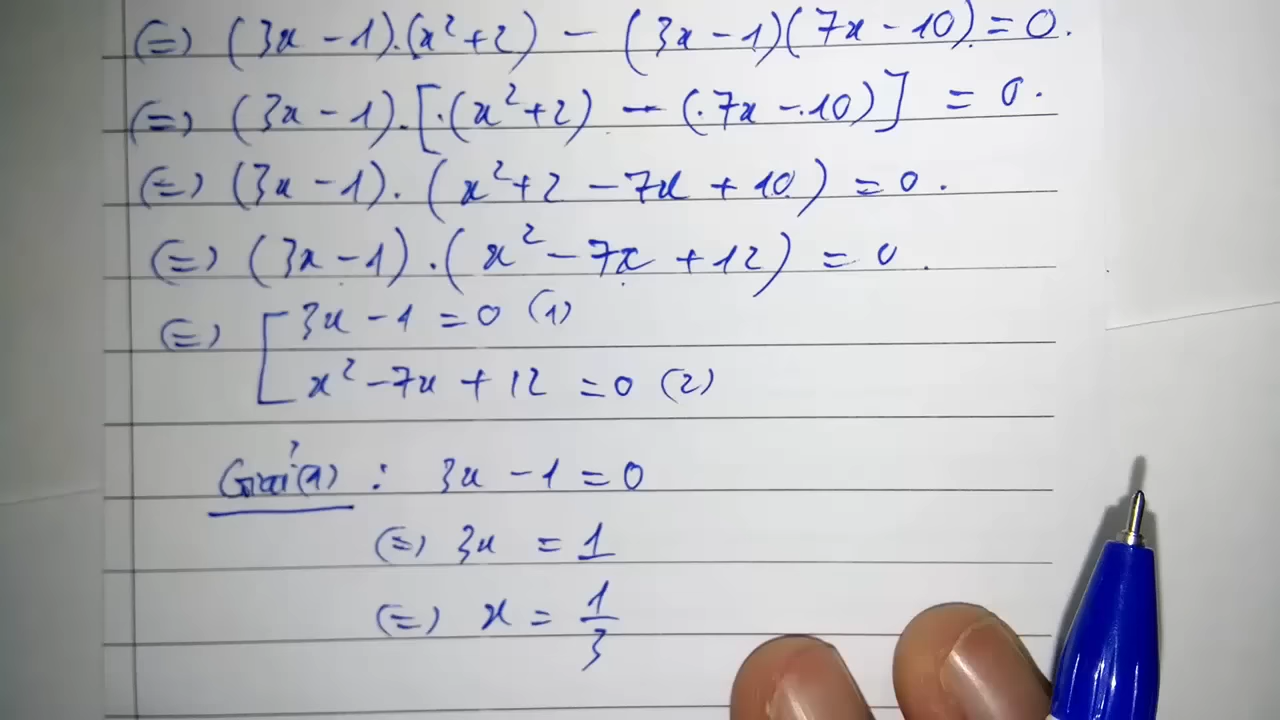 (=) (3x - 1).(x² + 2) - (3x - 1)(7x - 10) = 0.
(=) (3x - 1).[.(x² + 2) - (.7x - .10)] = 0.
(=) (3x - 1). (x² + 2 - 7x + 10) = 0.
(=) (3x - 1).(x² - 7x + 12) = 0.
(=) [ 3x - 1 = 0 (1)
x² - 7x + 12 = 0 (2)
Giải (1) : 3x - 1 = 0
(=) 3x = 1
(=) x = 1/3